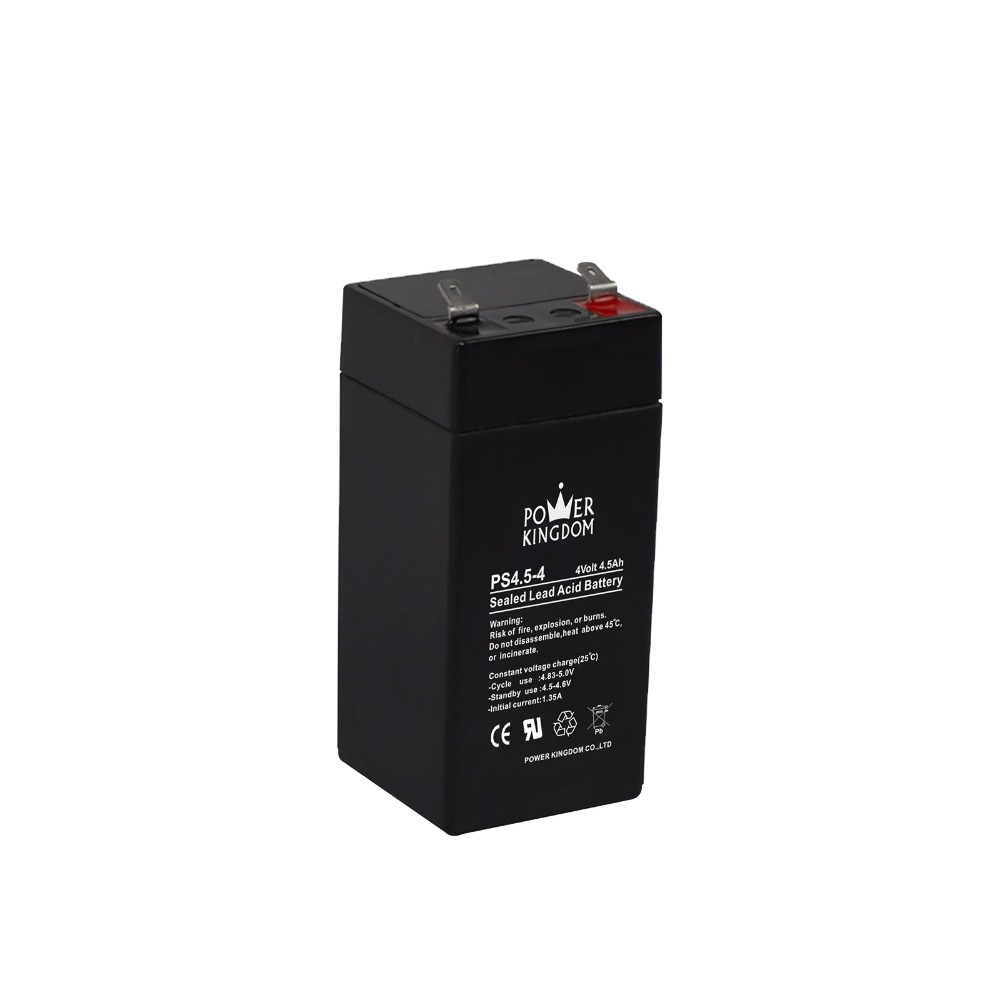 POWER
KINGDOM
PS4.5-4 4Volt 4.5Ah
Sealed Lead Acid Battery
Warning:
Risk of fire, explosion, or burns.
Do not disassemble,heat above 45℃,
or incinerate.
Constant voltage charge(25℃)
-Cycle use :4.83-5.0V
-Standby use :4.5-4.6V
-Initial current:1.35A
CE RU Pb
POWER KINGDOM CO.,LTD